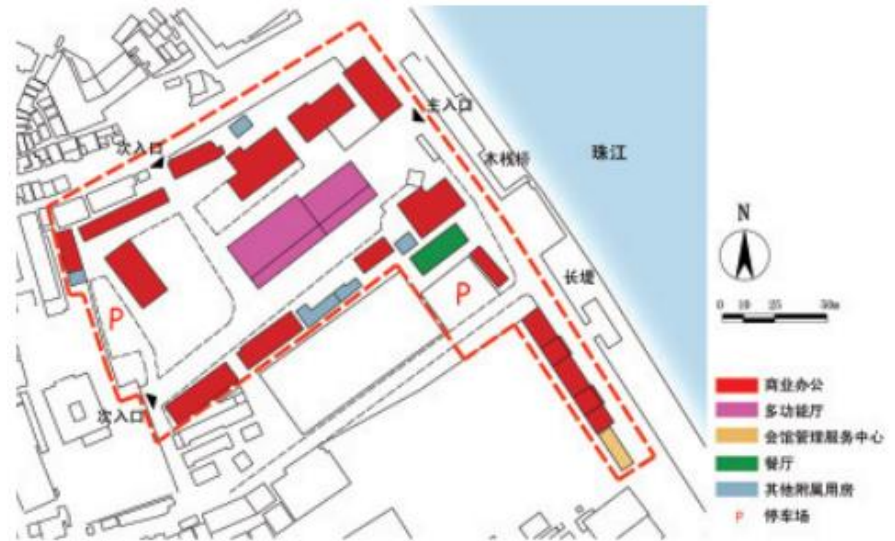 主入口
次入口
木栈桥
珠江
N
长堤
P
P
0 10 25 50m
次入口
商业办公
多功能厅
会馆管理服务中心
餐厅
其他附属用房
P 停车场